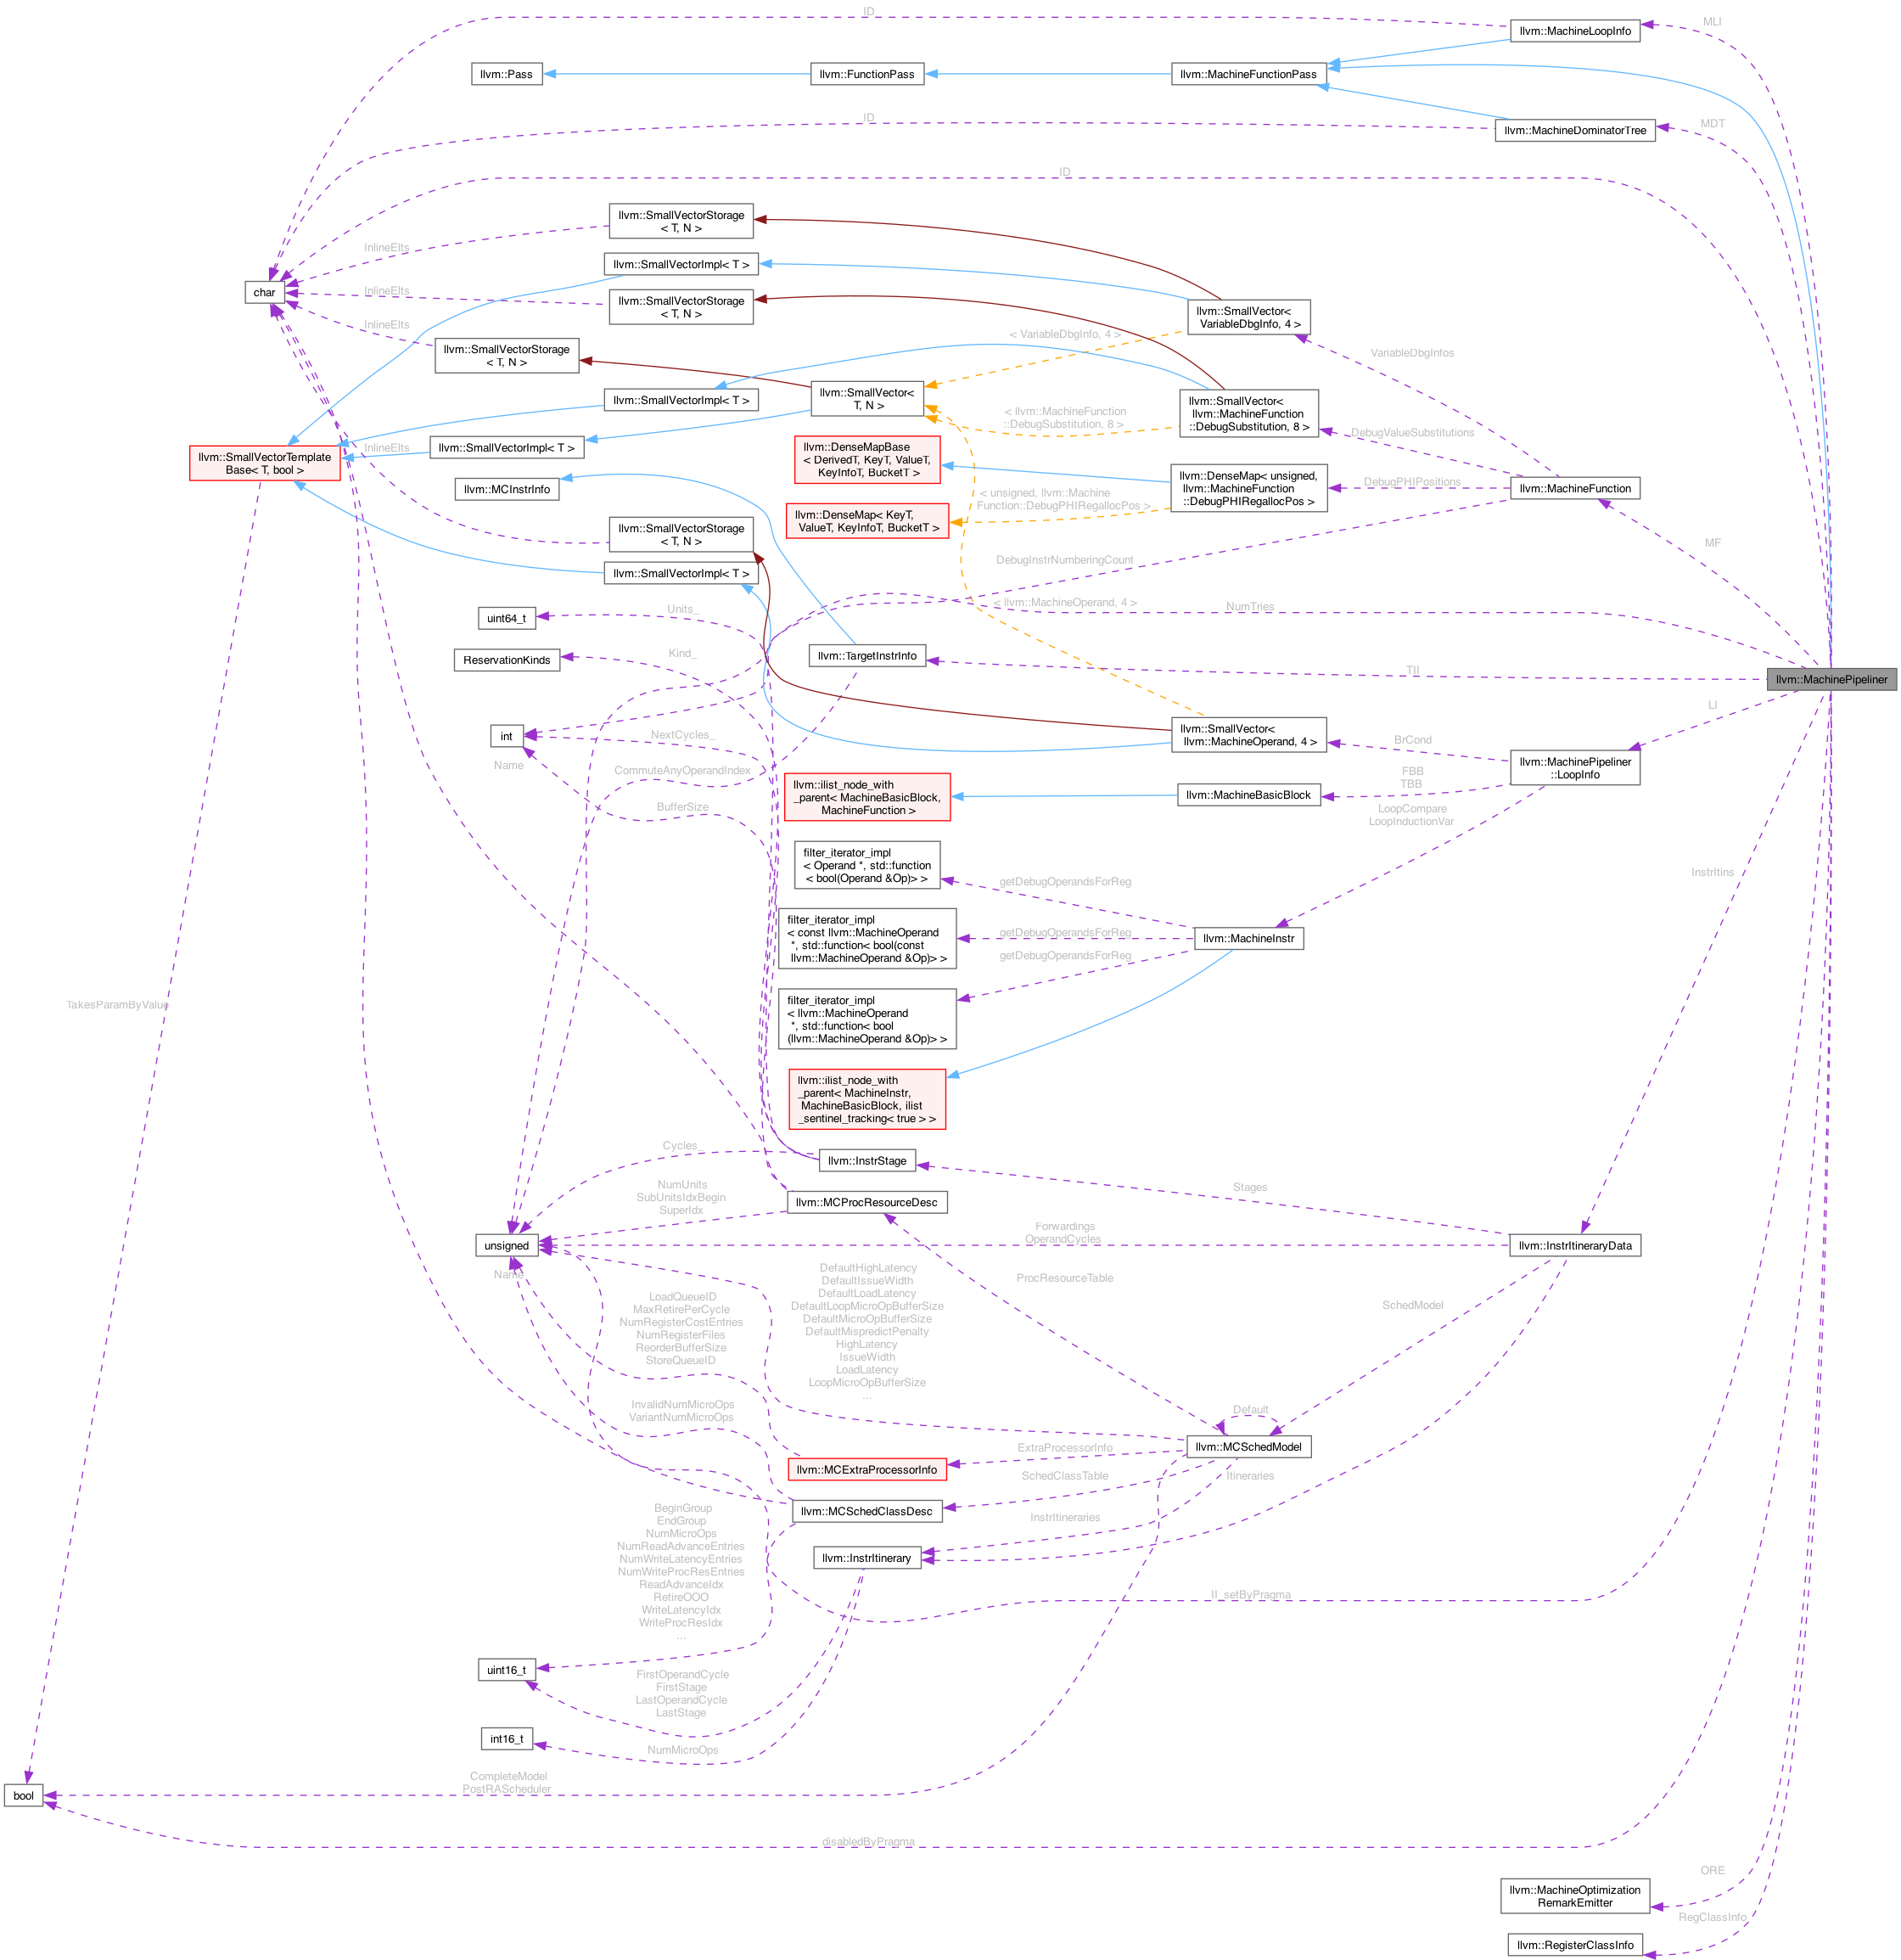 ID
llvm::MachineLoopInfo
MLI
llvm::Pass
llvm::FunctionPass
llvm::MachineFunctionPass
ID
llvm::MachineDominatorTree
MDT
ID
llvm::SmallVectorStorage
< T, N >
InlineElts
llvm::SmallVectorImpl< T >
char
InlineElts
llvm::SmallVectorStorage
< T, N >
llvm::SmallVector<
VariableDbgInfo, 4 >
InlineElts
llvm::SmallVectorStorage
< T, N >
< VariableDbgInfo, 4 >
VariableDbgInfos
llvm::SmallVectorImpl< T >
llvm::SmallVector<
T, N >
llvm::SmallVector<
llvm::MachineFunction
::DebugSubstitution, 8 >
< llvm::MachineFunction
::DebugSubstitution, 8 >
DebugValueSubstitutions
llvm::SmallVectorTemplate
Base< T, bool >
InlineElts
llvm::SmallVectorImpl< T >
llvm::DenseMapBase
< DerivedT, KeyT, ValueT,
KeyInfoT, BucketT >
llvm::DenseMap< unsigned,
llvm::MachineFunction
::DebugPHIRegallocPos >
DebugPHIPositions
llvm::MachineFunction
llvm::MCInstrInfo
< unsigned, llvm::Machine
Function::DebugPHIRegallocPos >
llvm::DenseMap< KeyT,
ValueT, KeyInfoT, BucketT >
llvm::SmallVectorStorage
< T, N >
MF
DebugInstrNumberingCount
llvm::SmallVectorImpl< T >
< llvm::MachineOperand, 4 >
NumTries
Units_
uint64_t
Kind_
ReservationKinds
llvm::TargetInstrInfo
TII
llvm::MachinePipeliner
LI
NextCycles_
int
Name
llvm::SmallVector<
llvm::MachineOperand, 4 >
BrCond
llvm::MachinePipeliner
::LoopInfo
CommuteAnyOperandIndex
FBB
TBB
llvm::ilist_node_with
_parent< MachineBasicBlock,
MachineFunction >
llvm::MachineBasicBlock
BufferSize
LoopCompare
LoopInductionVar
filter_iterator_impl
< Operand *, std::function
< bool(Operand &Op)> >
getDebugOperandsForReg
InstrItins
filter_iterator_impl
< const llvm::MachineOperand
*, std::function< bool(const
llvm::MachineOperand &Op)> >
getDebugOperandsForReg
llvm::MachineInstr
getDebugOperandsForReg
filter_iterator_impl
< llvm::MachineOperand
*, std::function< bool
(llvm::MachineOperand &Op)> >
TakesParamByValue
llvm::ilist_node_with
_parent< MachineInstr,
MachineBasicBlock, ilist
_sentinel_tracking< true > >
Cycles_
llvm::InstrStage
Stages
NumUnits
SubUnitsIdxBegin
SuperIdx
llvm::MCProcResourceDesc
unsigned
Forwardings
OperandCycles
llvm::InstrItineraryData
Name
ProcResourceTable
LoadQueueID
MaxRetirePerCycle
NumRegisterCostEntries
NumRegisterFiles
ReorderBufferSize
StoreQueueID
DefaultHighLatency
DefaultIssueWidth
DefaultLoadLatency
DefaultLoopMicroOpBufferSize
DefaultMicroOpBufferSize
DefaultMispredictPenalty
HighLatency
IssueWidth
LoadLatency
LoopMicroOpBufferSize
...
SchedModel
InvalidNumMicroOps
VariantNumMicroOps
Default
llvm::MCSchedModel
ExtraProcessorInfo
llvm::MCExtraProcessorInfo
SchedClassTable
Itineraries
llvm::MCSchedClassDesc
InstrItineraries
BeginGroup
EndGroup
NumMicroOps
NumReadAdvanceEntries
NumWriteLatencyEntries
NumWriteProcResEntries
ReadAdvanceIdx
RetireOOO
WriteLatencyIdx
WriteProcResIdx
...
llvm::InstrItinerary
II_setByPragma
uint16_t
FirstOperandCycle
FirstStage
LastOperandCycle
LastStage
int16_t
NumMicroOps
bool
CompleteModel
PostRAScheduler
disabledByPragma
ORE
llvm::MachineOptimization
RemarkEmitter
RegClassInfo
llvm::RegisterClassInfo